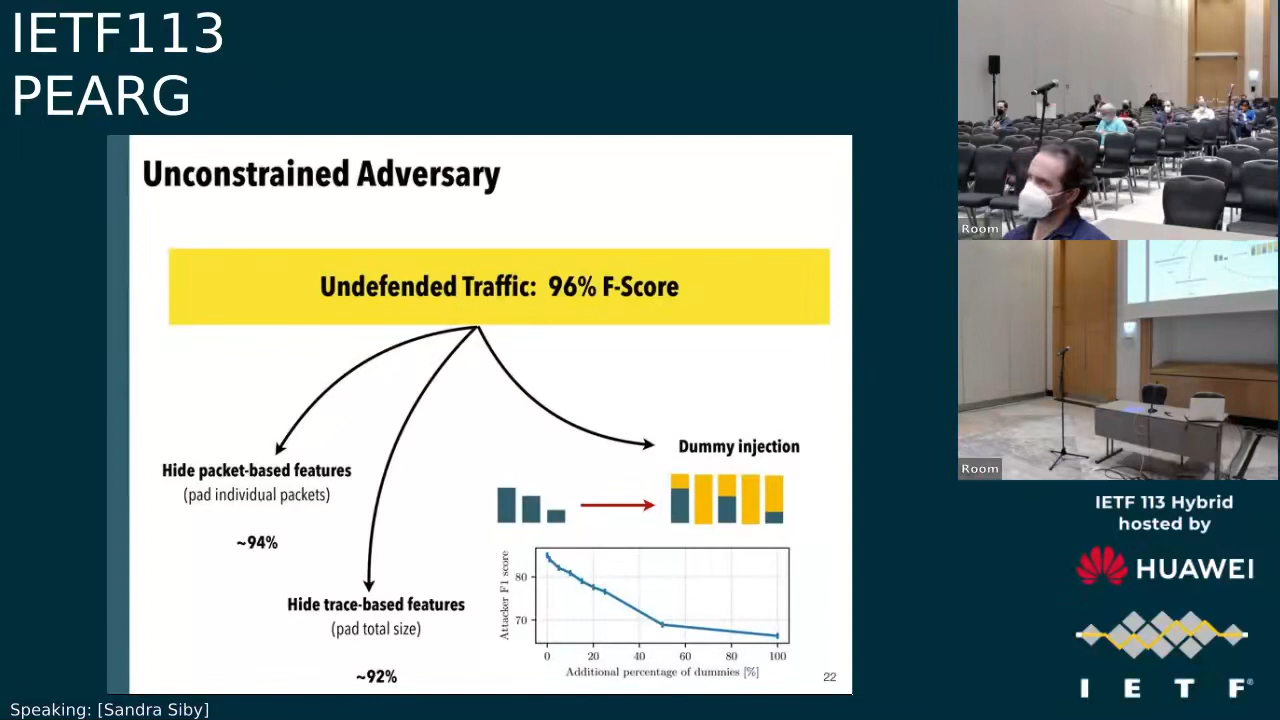 IETF113
PEARG
Unconstrained Adversary
Undefended Traffic: 96% F-Score
Hide packet-based features
(pad individual packets)
~94%
Hide trace-based features
(pad total size)
~92%
Dummy injection
Attacker F1 score
80
70
0 20 40 60 80 100
Additional percentage of dummies [%]
22
Room
Room
IETF 113 Hybrid
hosted by
HUAWEI
I E T F®
Speaking: [Sandra Siby]